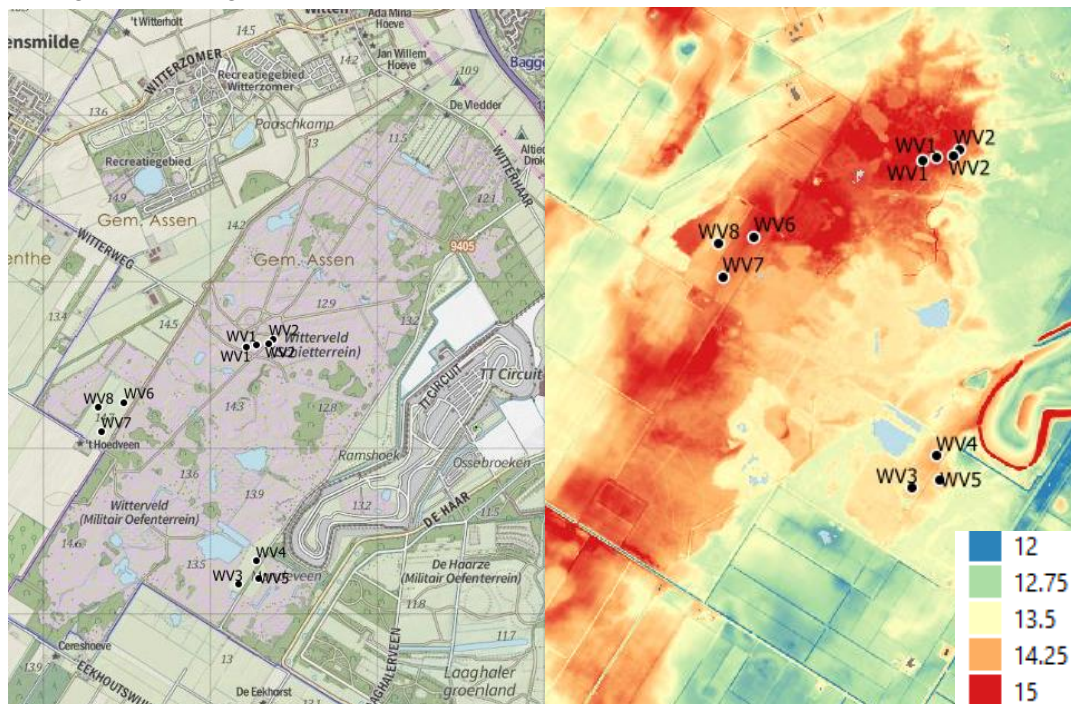 't Witterholt
14.5
Witten
Ada Mina
Hoeve
ensmilde
Jan Willem
Hoeve
14.2
WITTERZOMER
Bagge
Recreatiegebied
Witterzomer
10.9
De Vledder
13.6
Paaschkamp
13
11.5
Altie
Drok
Recreatiegebied
WITTERHAAR
14.9
12.1
Gem. Assen
14.2
WITTERWEG
9405
enthe
Gem. Assen
12.9
13.2
13.4
14.5
WV1
WV2
Witterveld
WV1
WV2
TT CIRCUIT
TT Circuit
WV8
WV6
14.3
12.8
WV7
't Hoedveen
Ramshoek
Ossebroeken
13.6
13.9
13.2
DE HAAR
11.5
Witterveld
(Militair Oefenterrein)
14.6
13.5
WV4
WV3
WV5
De Haarze
(Militair Oefenterrein)
11.8
11.7
Cereshoeve
13.9
13
EEKHOUTSWIJ
De Eekhorst
LAAGHALERVEEN
Laaghaler
groenland
WV1
WV2
WV1
WV2
WV8
WV6
WV7
WV4
WV3
WV5
12
12.75
13.5
14.25
15